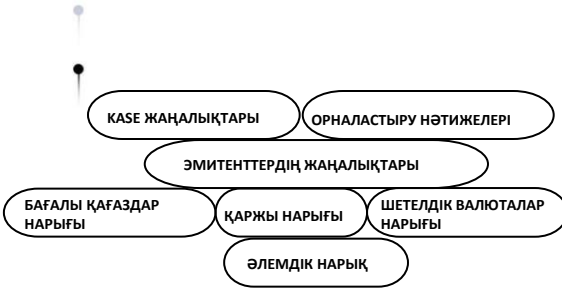 KASE ЖАҢАЛЫҚТАРЫ
ОРНАЛАСТЫРУ НӘТИЖЕЛЕРІ
ЭМИТЕНТТЕРДІҢ ЖАҢАЛЫҚТАРЫ
БАҒАЛЫ ҚАҒАЗДАР
НАРЫҒЫ
ҚАРЖЫ НАРЫҒЫ
ШЕТЕЛДІК ВАЛЮТАЛАР
НАРЫҒЫ
ӘЛЕМДІК НАРЫҚ